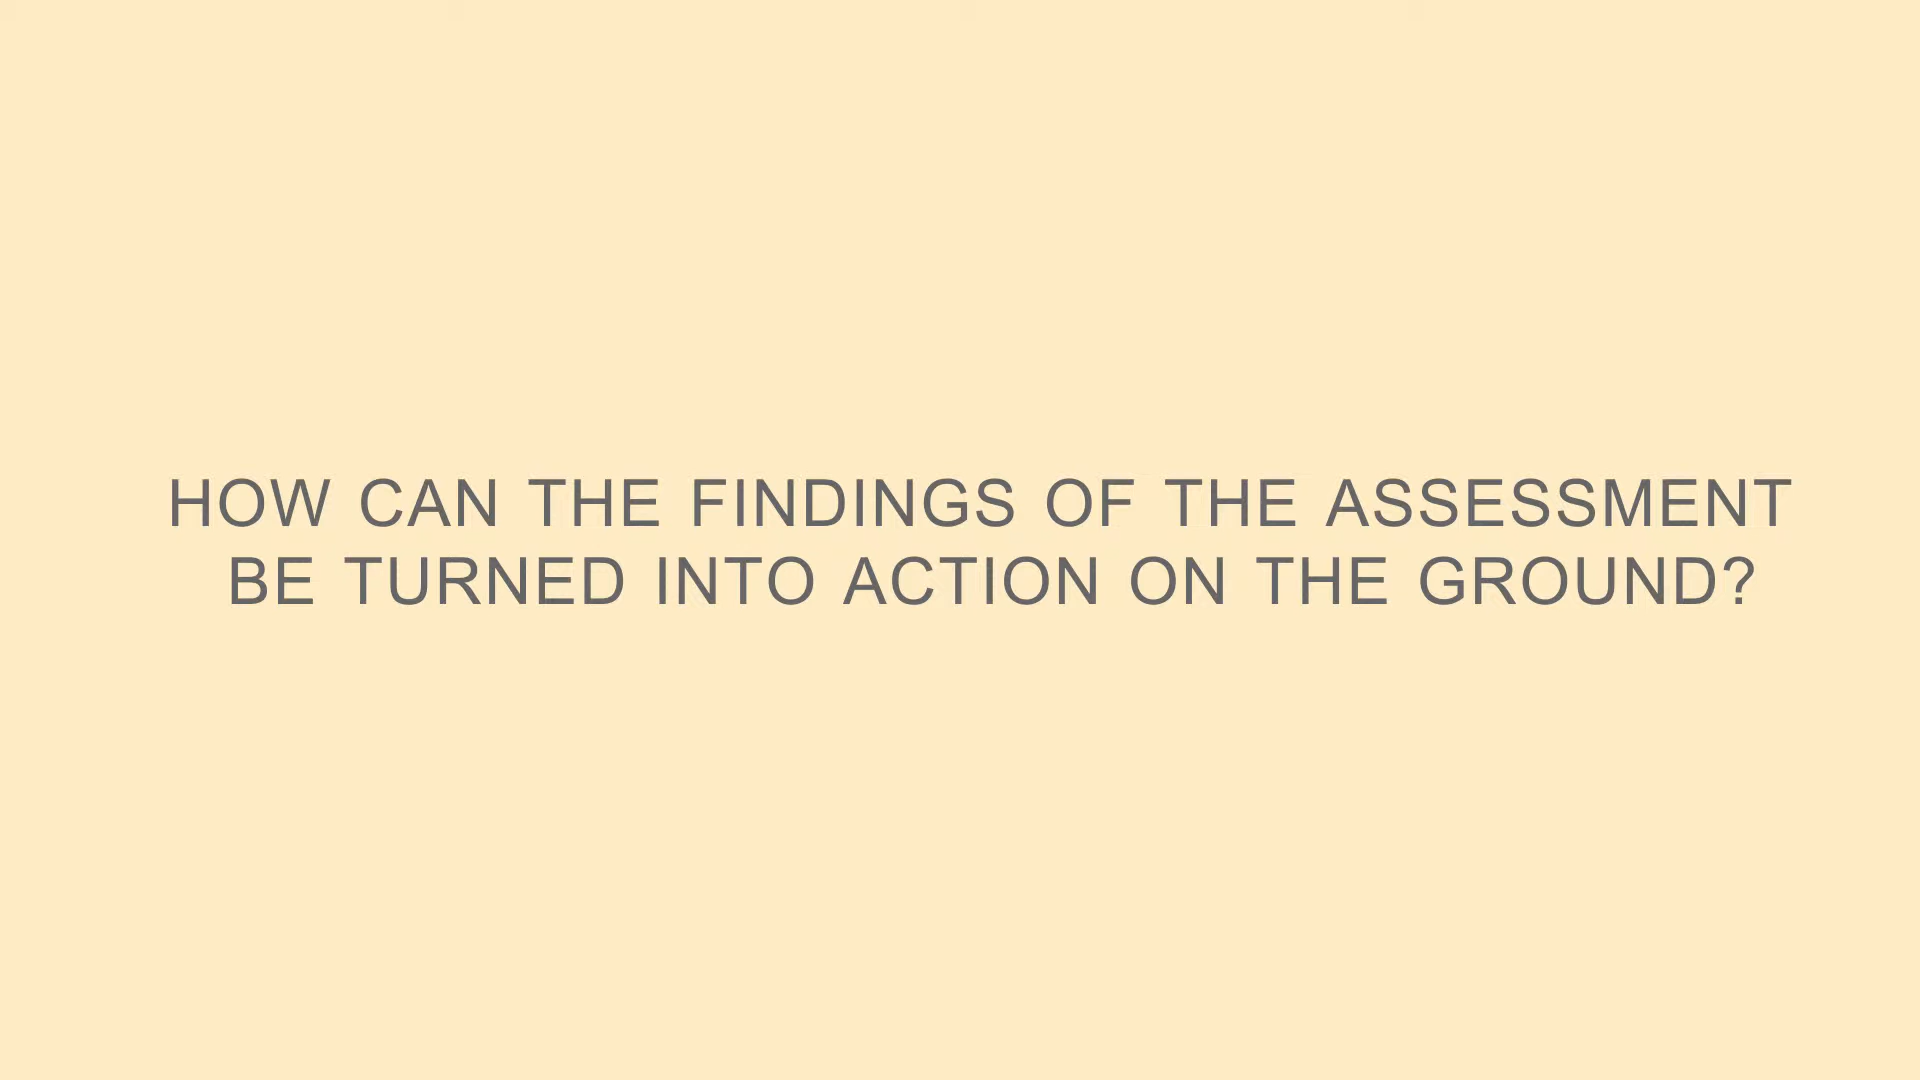 HOW CAN THE FINDINGS OF THE ASSESSMENT
BE TURNED INTO ACTION ON THE GROUND?